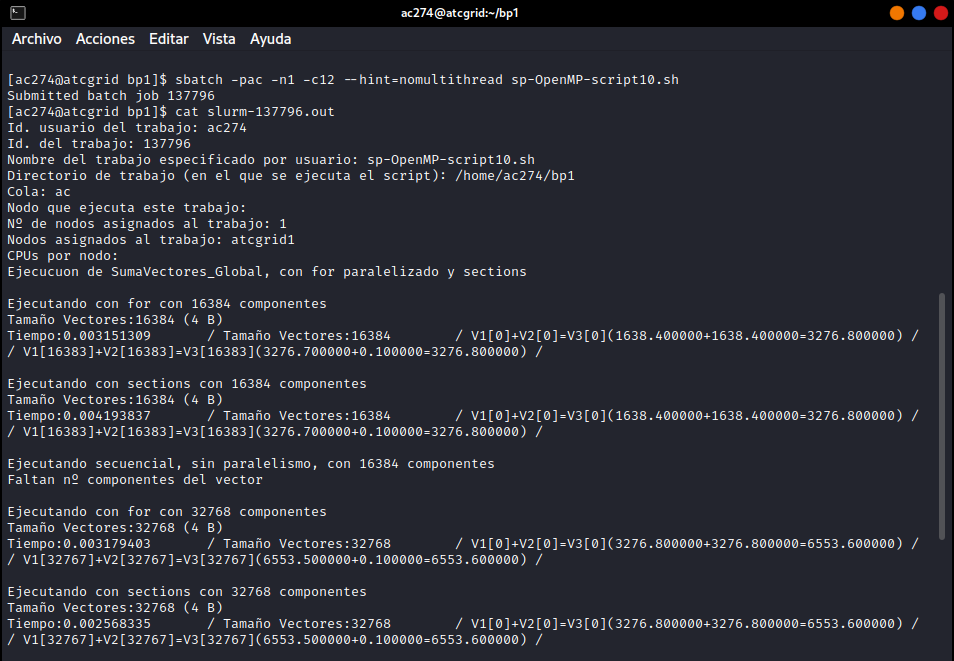 ac274@atcgrid:~/bp1
Archivo Acciones Editar Vista Ayuda
[ac274@atcgrid bp1]$ sbatch -pac -n1 -c12 --hint=nomultithread sp-OpenMP-script10.sh
Submitted batch job 137796
[ac274@atcgrid bp1]$ cat slurm-137796.out
Id. usuario del trabajo: ac274
Id. del trabajo: 137796
Nombre del trabajo especificado por usuario: sp-OpenMP-script10.sh
Directorio de trabajo (en el que se ejecuta el script): /home/ac274/bp1
Cola: ac
Nodo que ejecuta este trabajo:
Nº de nodos asignados al trabajo: 1
Nodos asignados al trabajo: atcgrid1
CPUs por nodo:
Ejecucuon de SumaVectores_Global, con for paralelizado y sections
Ejecutando con for con 16384 componentes
Tamaño Vectores:16384 (4 B)
Tiempo:0.003151309 / Tamaño Vectores:16384 / V1[0]+V2[0]=V3[0](1638.400000+1638.400000=3276.800000) /
/ V1[16383]+V2[16383]=V3[16383](3276.700000+0.100000=3276.800000) /
Ejecutando con sections con 16384 componentes
Tamaño Vectores:16384 (4 B)
Tiempo:0.004193837 / Tamaño Vectores:16384 / V1[0]+V2[0]=V3[0](1638.400000+1638.400000=3276.800000) /
/ V1[16383]+V2[16383]=V3[16383](3276.700000+0.100000=3276.800000) /
Ejecutando secuencial, sin paralelismo, con 16384 componentes
Faltan nº componentes del vector
Ejecutando con for con 32768 componentes
Tamaño Vectores:32768 (4 B)
Tiempo:0.003179403 / Tamaño Vectores:32768 / V1[0]+V2[0]=V3[0](3276.800000+3276.800000=6553.600000) /
/ V1[32767]+V2[32767]=V3[32767](6553.500000+0.100000=6553.600000) /
Ejecutando con sections con 32768 componentes
Tamaño Vectores:32768 (4 B)
Tiempo:0.002568335 / Tamaño Vectores:32768 / V1[0]+V2[0]=V3[0](3276.800000+3276.800000=6553.600000) /
/ V1[32767]+V2[32767]=V3[32767](6553.500000+0.100000=6553.600000) /